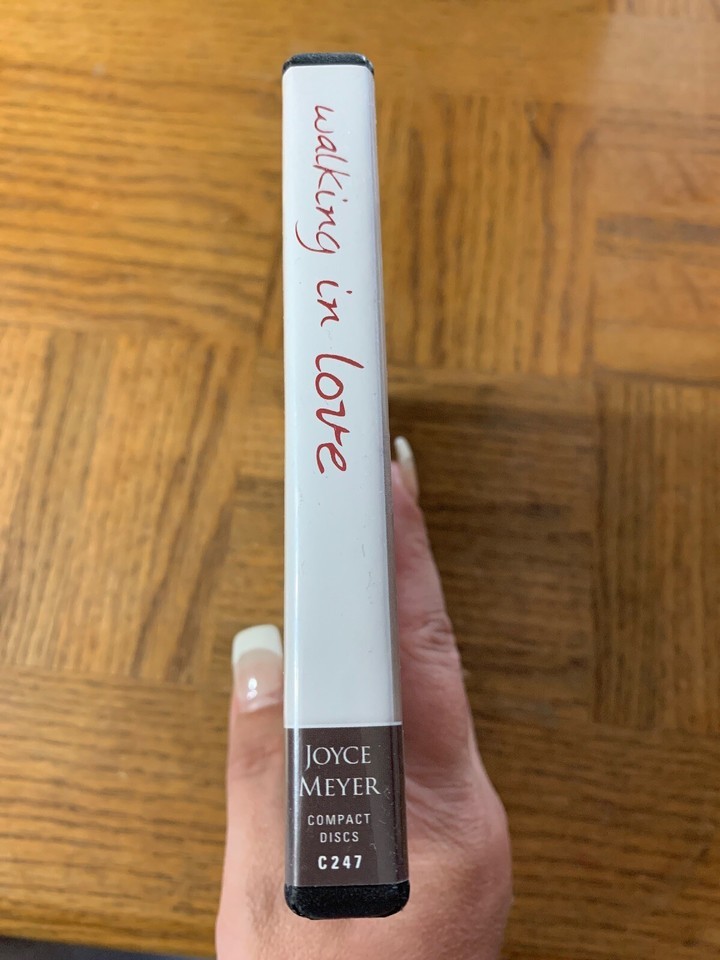 walking in love
JOYCE
MEYER
COMPACT
DISCS
C247